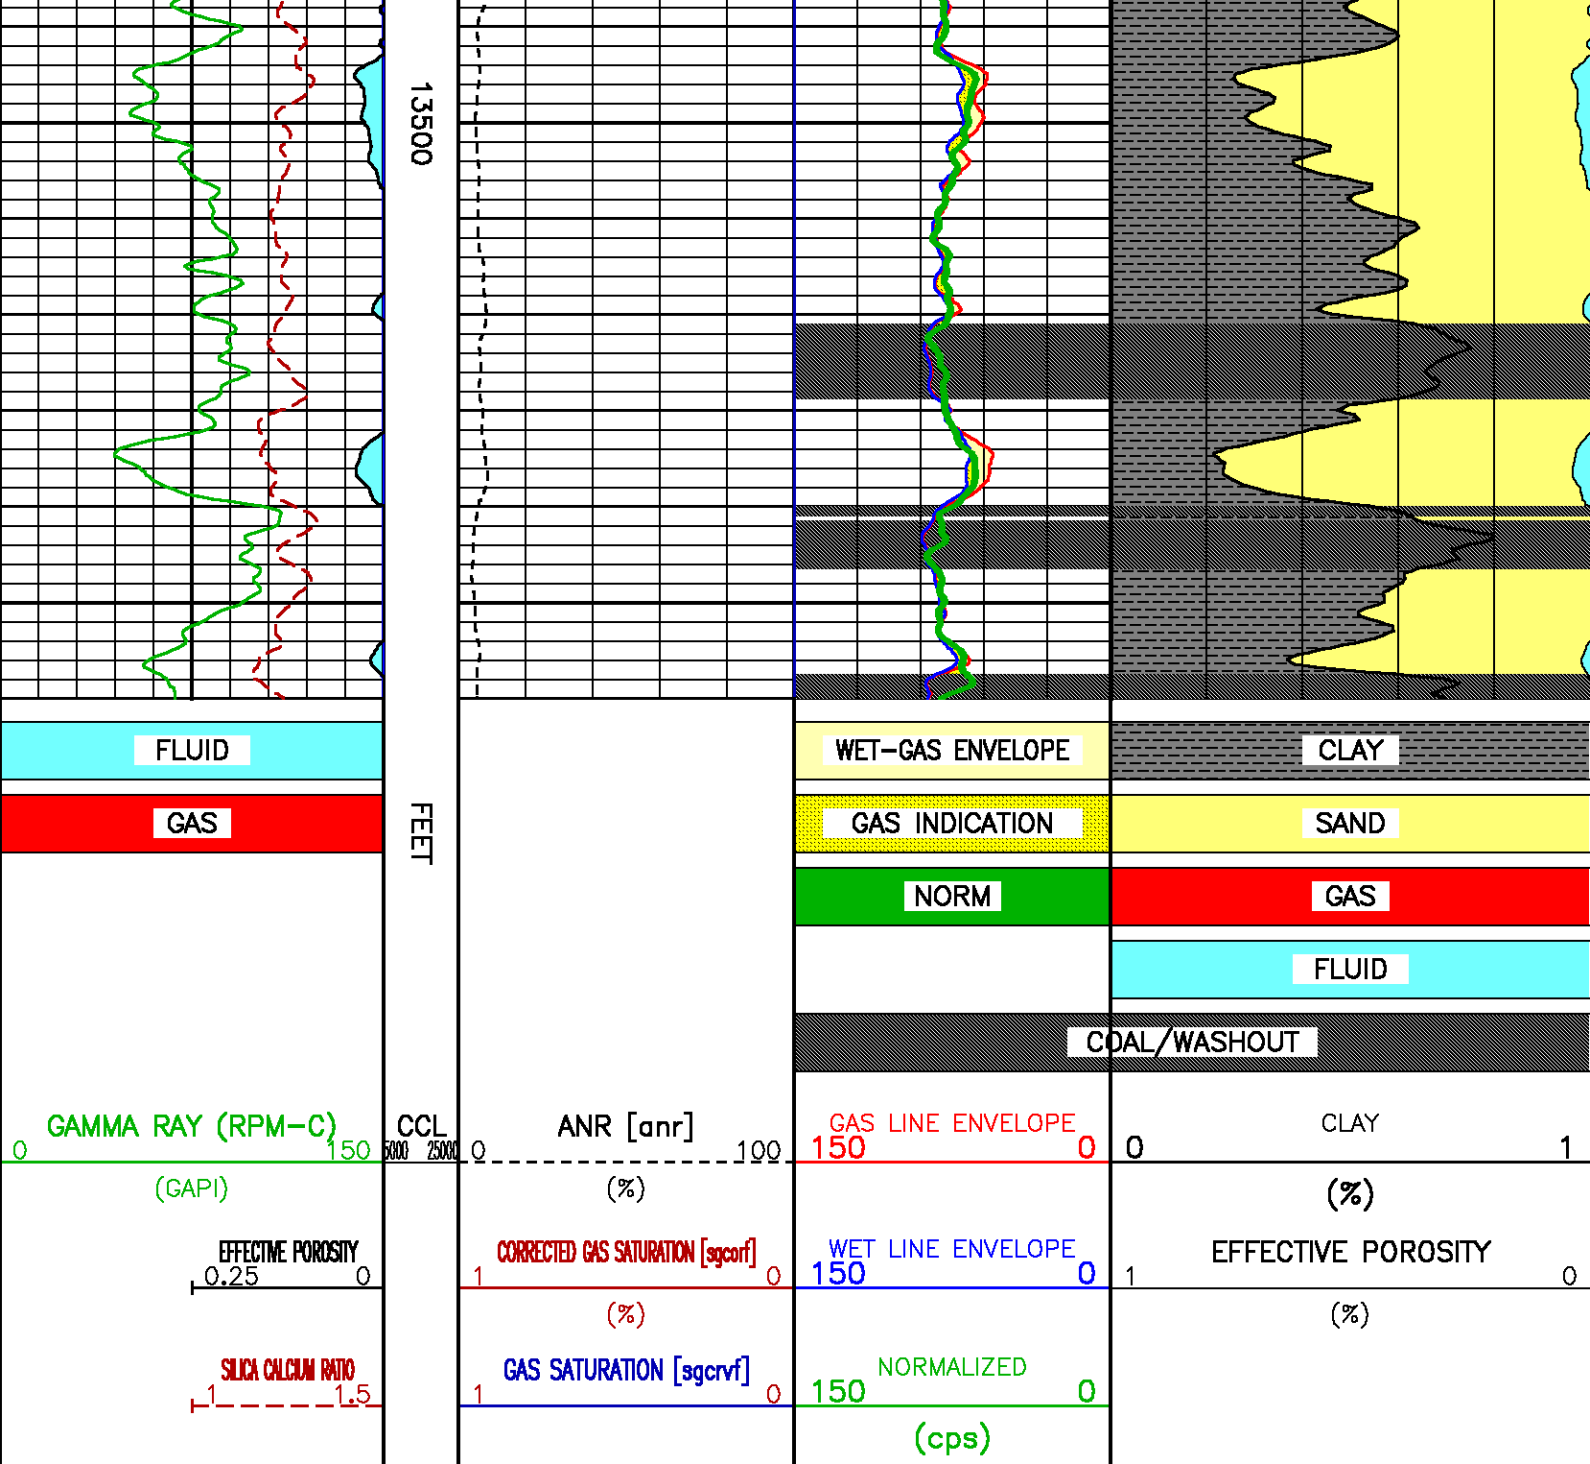 13500
FLUID
WET-GAS ENVELOPE
CLAY
GAS
FEET
GAS INDICATION
SAND
NORM
GAS
FLUID
COAL/WASHOUT
GAMMA RAY (RPM-C)
0 150
(GAPI)
CCL
5000 25000
ANR [anr]
0 100
(%)
GAS LINE ENVELOPE
150 0
CLAY
0 1
(%)
EFFECTIVE POROSITY
0.25 0
CORRECTED GAS SATURATION [sgcorf]
1 0
(%)
WET LINE ENVELOPE
150 0
EFFECTIVE POROSITY
1 0
(%)
SILICA CALCIUM RATIO
1 1.5
GAS SATURATION [sgcrvf]
1 0
NORMALIZED
150 0
(cps)